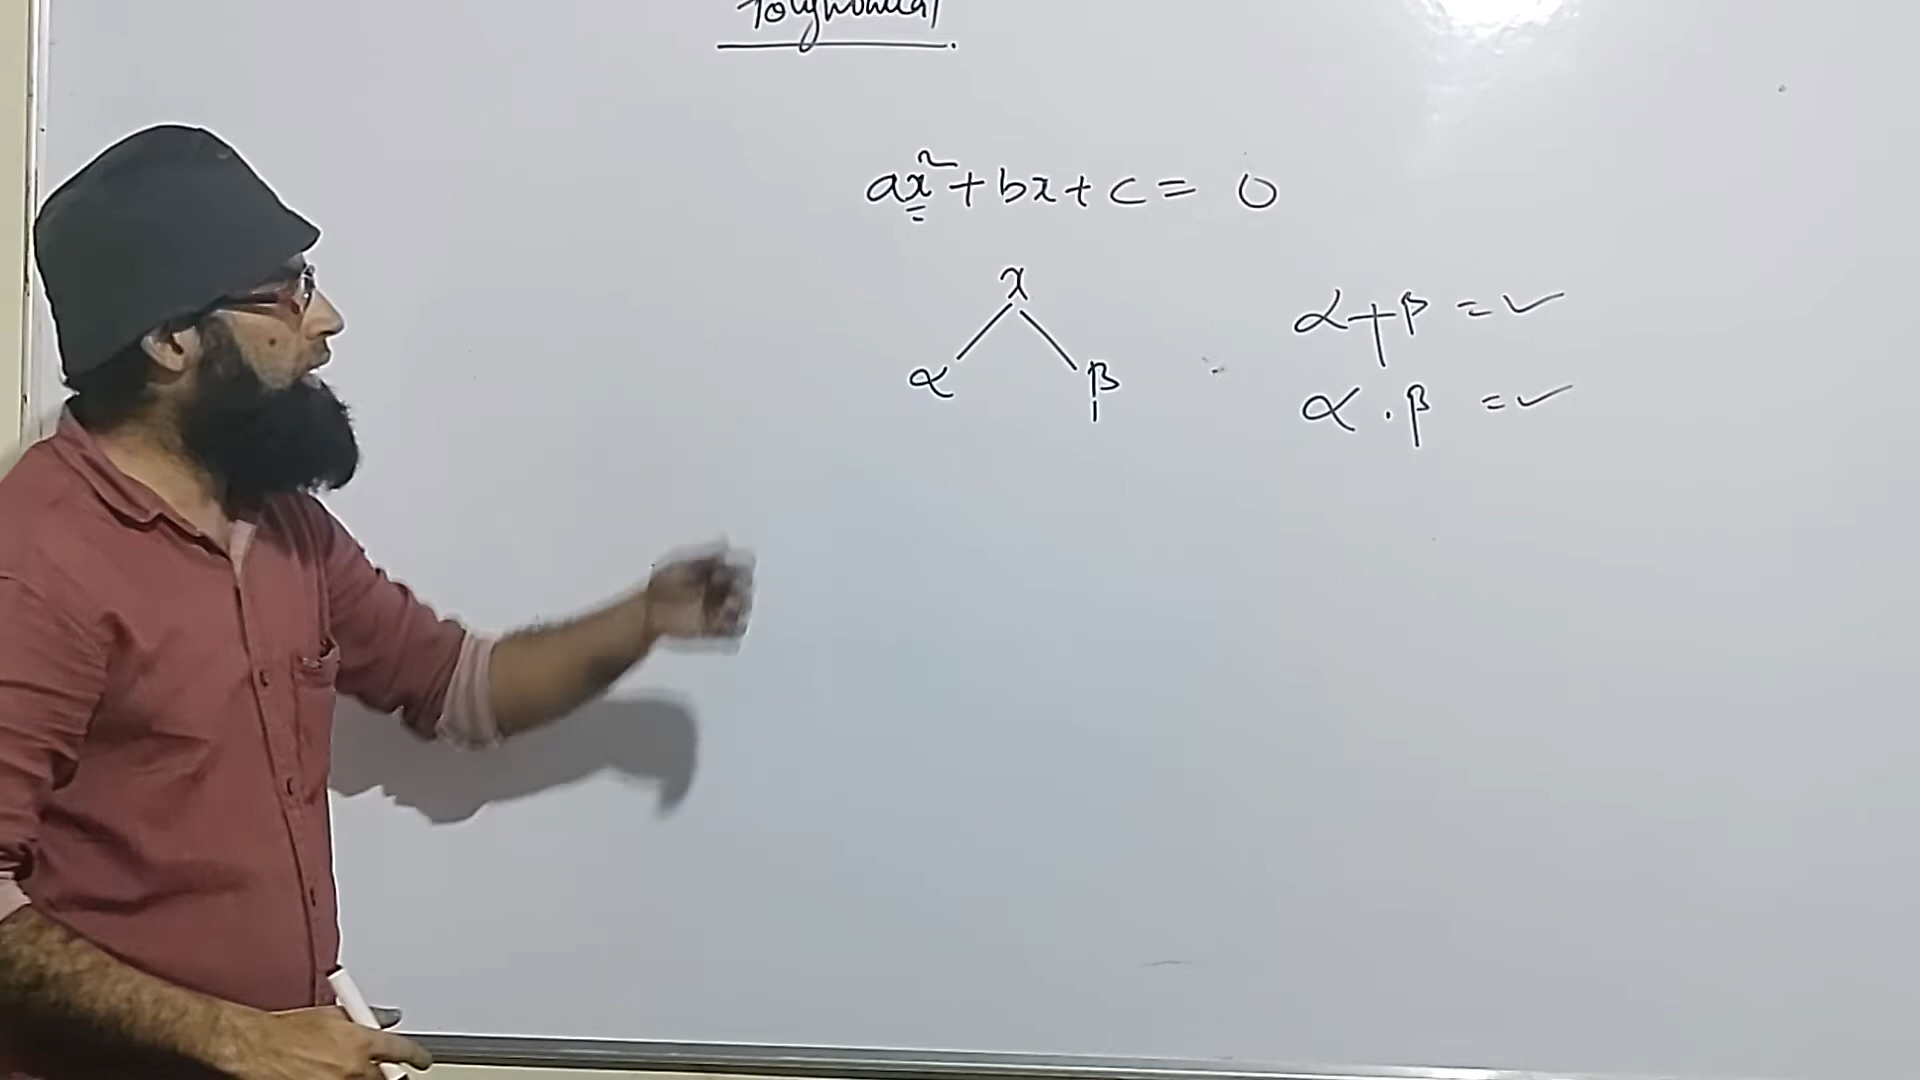 Polynomial
ax² + bx + c = 0
x
α β
α + β = ✓
α . β = ✓